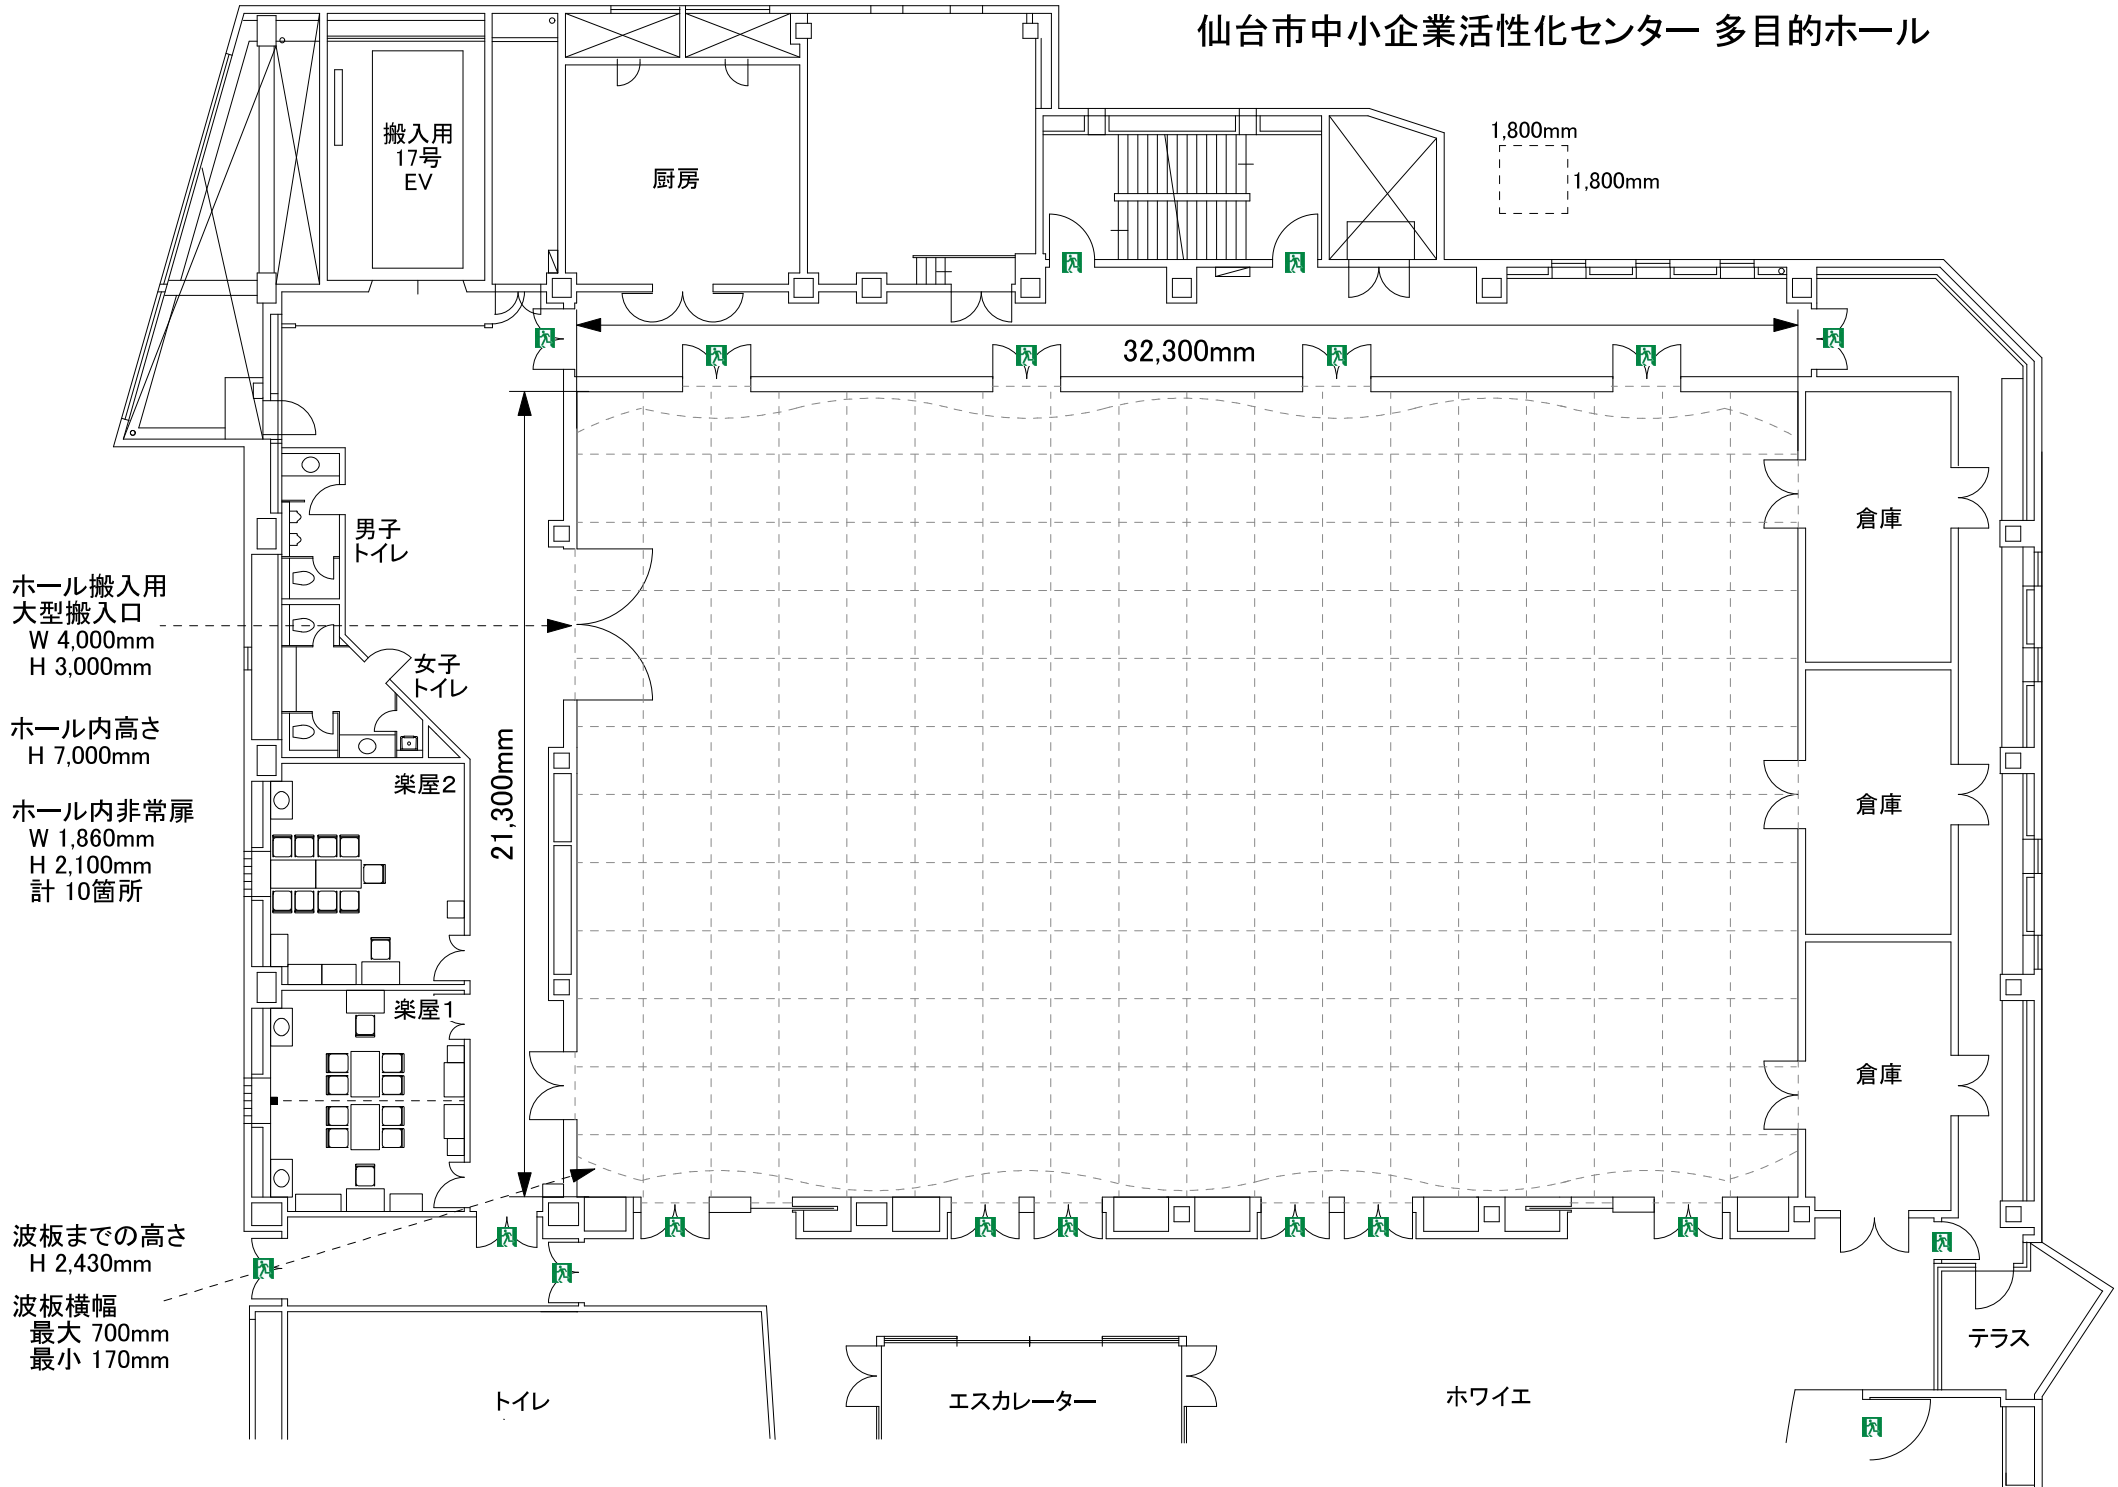 仙台市中小企業活性化センター 多目的ホール
1,800mm
1,800mm
搬入用
17号
EV
厨房
32,300mm
男子
トイレ
倉庫
ホール搬入用
大型搬入口
W 4,000mm
H 3,000mm
女子
トイレ
ホール内高さ
H 7,000mm
21,300mm
楽屋2
倉庫
ホール内非常扉
W 1,860mm
H 2,100mm
計 10箇所
楽屋1
倉庫
波板までの高さ
H 2,430mm
波板横幅
最大 700mm
最小 170mm
テラス
トイレ
エスカレーター
ホワイエ